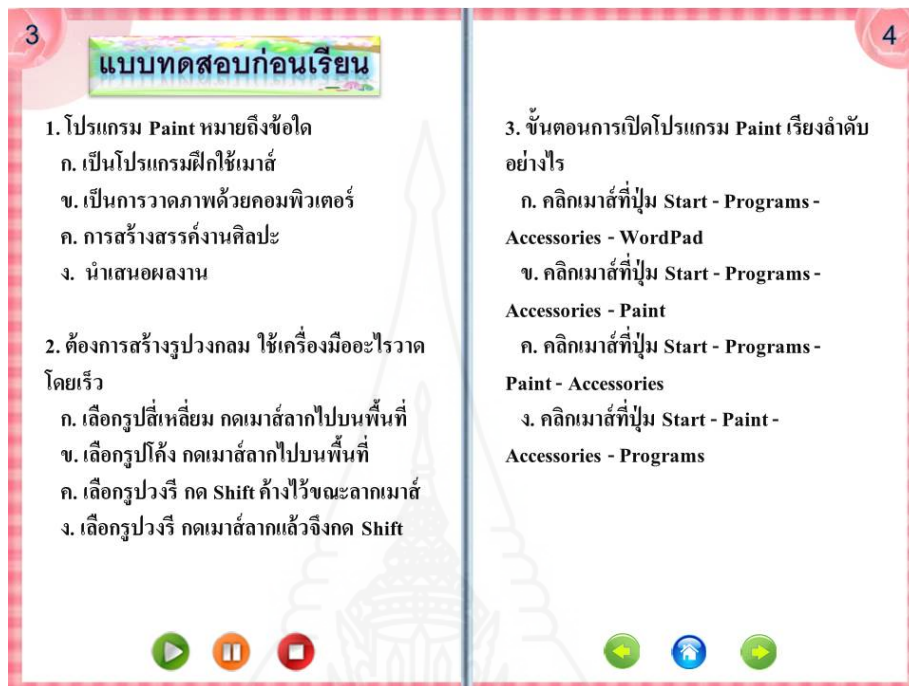 3
แบบทดสอบก่อนเรียน
1. โปรแกรม Paint หมายถึงข้อใด
ก. เป็นโปรแกรมฝึกใช้เมาส์
ข. เป็นการวาดภาพด้วยคอมพิวเตอร์
ค. การสร้างสรรค์งานศิลปะ
ง. นำเสนอผลงาน
2. ต้องการสร้างรูปวงกลม ใช้เครื่องมืออะไรวาด
โดยเร็ว
ก. เลือกรูปสี่เหลี่ยม กดเมาส์ลากไปบนพื้นที่
ข. เลือกรูปโค้ง กดเมาส์ลากไปบนพื้นที่
ค. เลือกรูปวงรี กด Shift ค้างไว้ขณะลากเมาส์
ง. เลือกรูปวงรี กดเมาส์ลากแล้วจึงกด Shift
4
3. ขั้นตอนการเปิดโปรแกรม Paint เรียงลำดับ
อย่างไร
ก. คลิกเมาส์ที่ปุ่ม Start - Programs -
Accessories - WordPad
ข. คลิกเมาส์ที่ปุ่ม Start - Programs -
Accessories - Paint
ค. คลิกเมาส์ที่ปุ่ม Start - Programs -
Paint - Accessories
ง. คลิกเมาส์ที่ปุ่ม Start - Paint -
Accessories - Programs